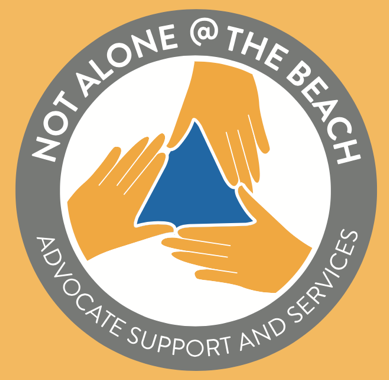 NOT ALONE @ THE BEACH
ADVOCATE SUPPORT AND SERVICES